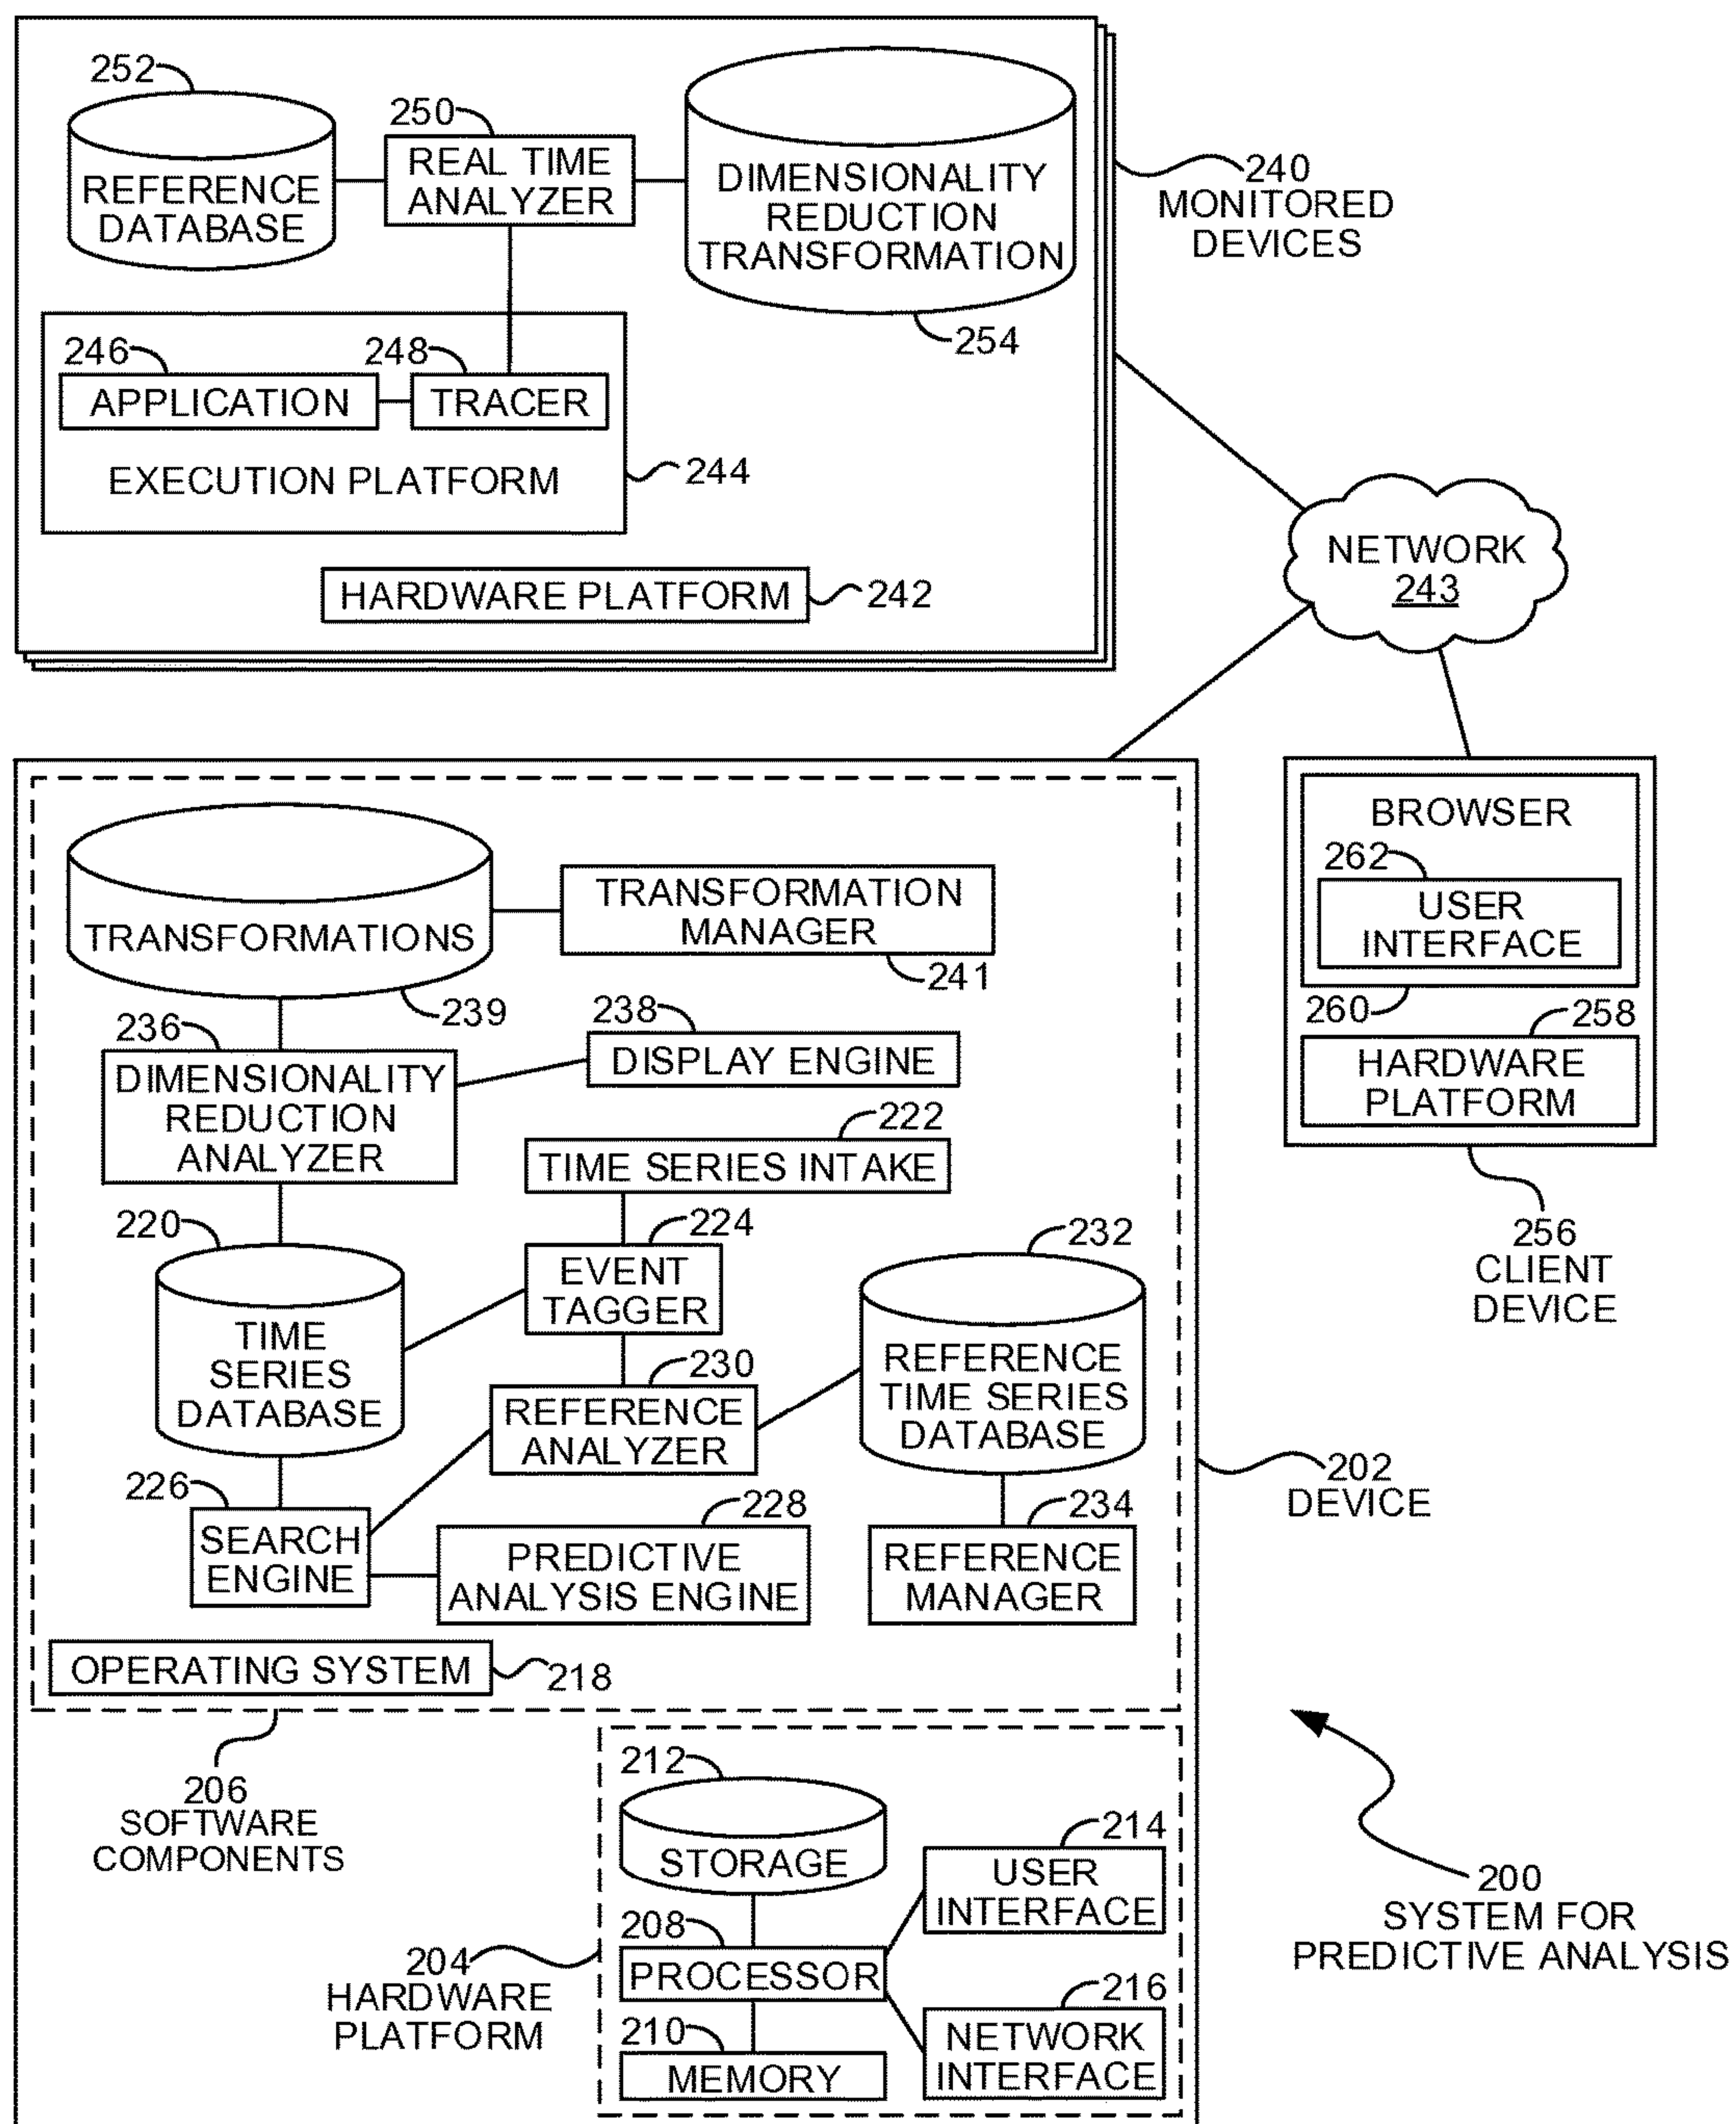 252
REFERENCE
DATABASE
250
REAL TIME
ANALYZER
DIMENSIONALITY
REDUCTION
TRANSFORMATION
254
240
MONITORED
DEVICES
246
APPLICATION
248
TRACER
EXECUTION PLATFORM
244
HARDWARE PLATFORM
242
NETWORK
243
TRANSFORMATIONS
239
TRANSFORMATION
MANAGER
241
236
DIMENSIONALITY
REDUCTION
ANALYZER
238
DISPLAY ENGINE
222
TIME SERIES INTAKE
220
TIME
SERIES
DATABASE
224
EVENT
TAGGER
232
REFERENCE
TIME SERIES
DATABASE
230
REFERENCE
ANALYZER
226
SEARCH
ENGINE
228
PREDICTIVE
ANALYSIS ENGINE
234
REFERENCE
MANAGER
OPERATING SYSTEM
218
BROWSER
262
USER
INTERFACE
260
258
HARDWARE
PLATFORM
256
CLIENT
DEVICE
202
DEVICE
206
SOFTWARE
COMPONENTS
212
STORAGE
214
USER
INTERFACE
208
PROCESSOR
204
HARDWARE
PLATFORM
216
NETWORK
INTERFACE
210
MEMORY
200
SYSTEM FOR
PREDICTIVE ANALYSIS